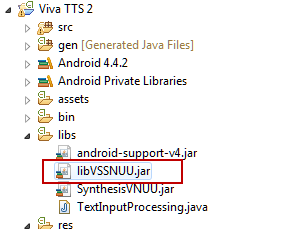 Viva TTS 2
src
gen [Generated Java Files]
Android 4.4.2
Android Private Libraries
assets
bin
libs
android-support-v4.jar
libVSSNUU.jar
SynthesisVNUU.jar
TextInputProcessing.java
res